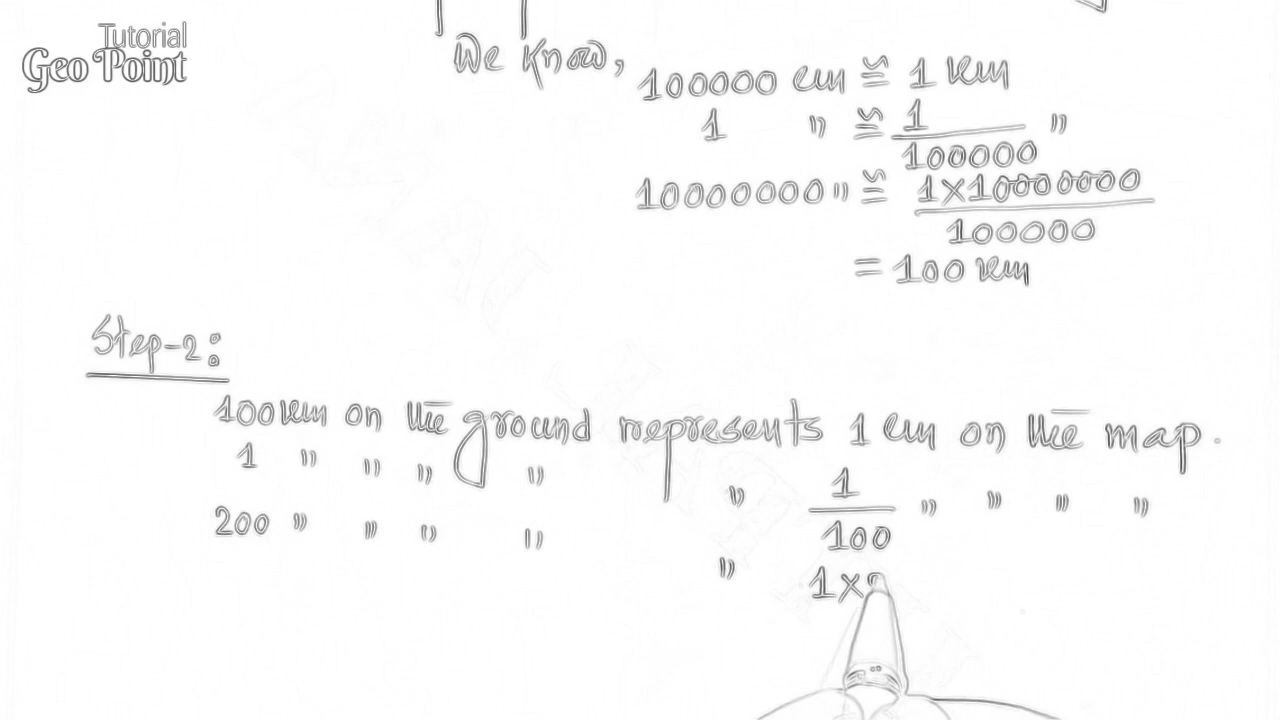 Tutorial
Geo Point
We know,
100000 cm ≅ 1 km
1 " ≅ 1/100000 "
10000000 " ≅ 1×10000000/100000
= 100 km
Step-2:
100 km on the ground represents 1 cm on the map.
1 " " " " " 1/100 " " " "
200 " " " " " 1×